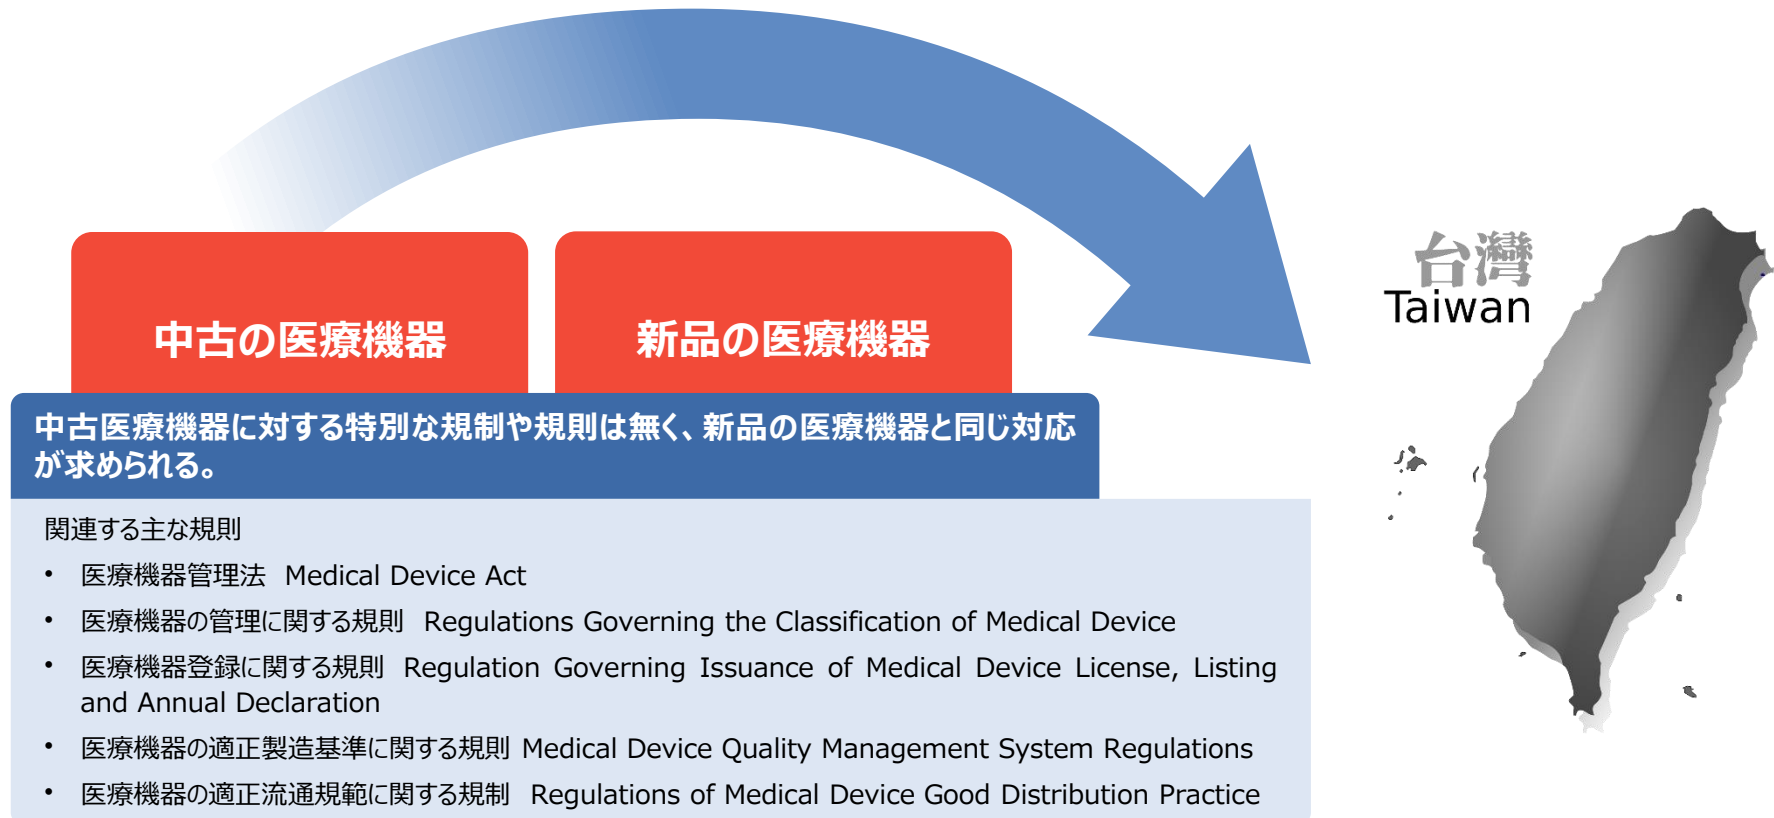 中古の医療機器
新品の医療機器
中古医療機器に対する特別な規制や規則は無く、新品の医療機器と同じ対応
が求められる。
関連する主な規則
• 医療機器管理法 Medical Device Act
• 医療機器の管理に関する規則 Regulations Governing the Classification of Medical Device
• 医療機器登録に関する規則 Regulation Governing Issuance of Medical Device License, Listing
and Annual Declaration
• 医療機器の適正製造基準に関する規則 Medical Device Quality Management System Regulations
• 医療機器の適正流通規範に関する規制 Regulations of Medical Device Good Distribution Practice
台灣
Taiwan